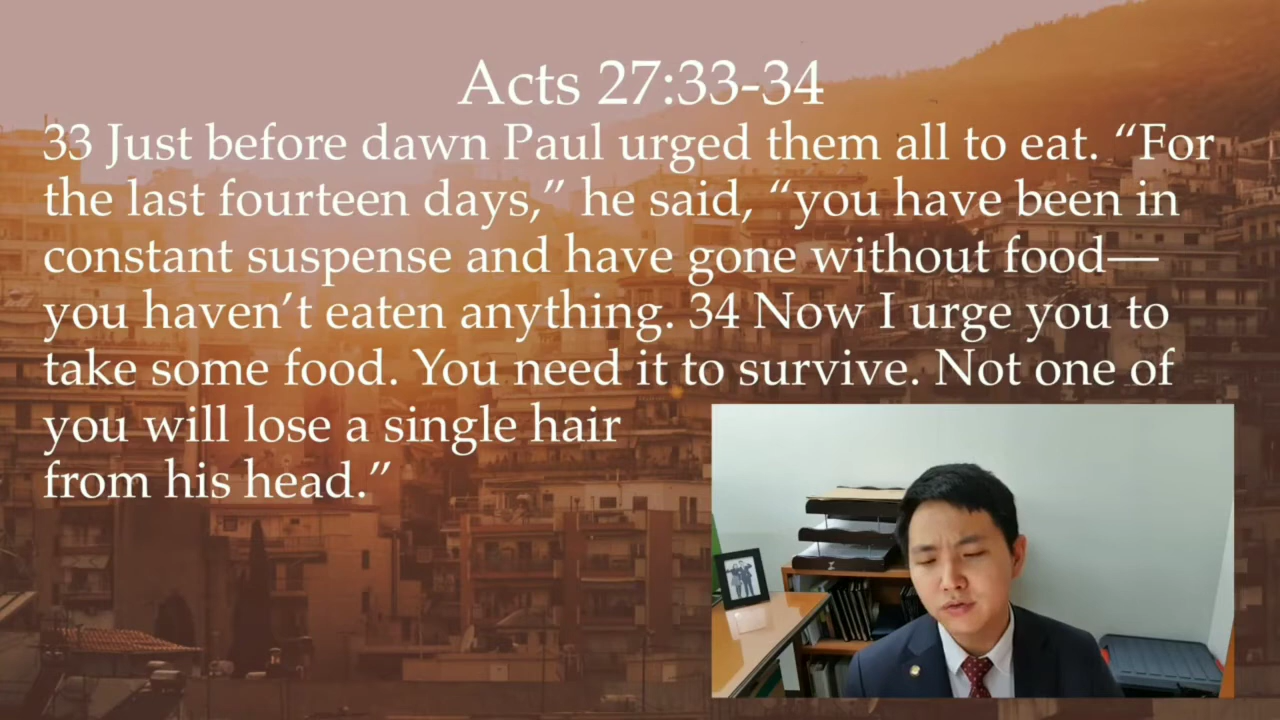 Acts 27:33-34
33 Just before dawn Paul urged them all to eat. “For
the last fourteen days,” he said, “you have been in
constant suspense and have gone without food—
you haven’t eaten anything. 34 Now I urge you to
take some food. You need it to survive. Not one of
you will lose a single hair
from his head.”